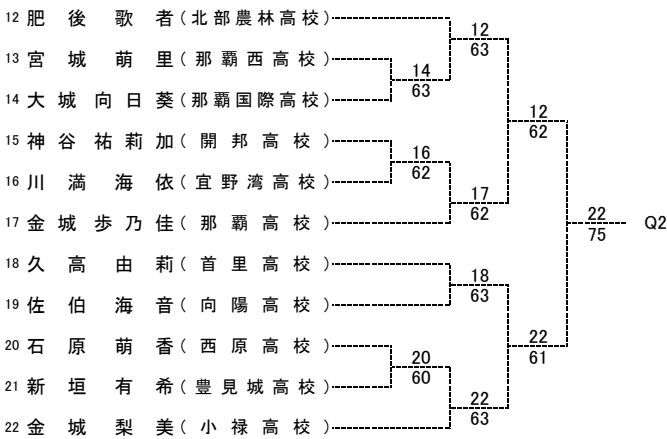 12 肥後歌者(北部農林高校)
12
63
13 宮城萌里(那覇西高校)
14
63
14 大城向日葵(那覇国際高校)
12
62
15 神谷祐莉加(開邦高校)
16
62
16 川満海依(宜野湾高校)
17
62
17 金城歩乃佳(那覇高校)
22
75
Q2
18 久高由莉(首里高校)
18
63
19 佐伯海音(向陽高校)
22
61
20 石原萌香(西原高校)
20
60
21 新垣有希(豊見城高校)
22
63
22 金城梨美(小禄高校)